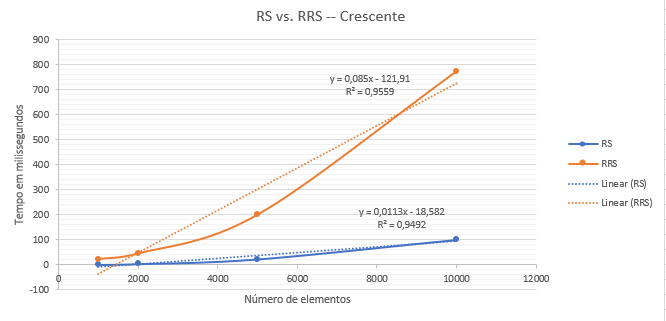 RS vs. RRS -- Crescente
900
800
700
600
500
400
300
200
100
0
-100
Tempo em milissegundos
y = 0,085x - 121,91
R² = 0,9559
y = 0,0113x - 18,582
R² = 0,9492
0 2000 4000 6000 8000 10000 12000
Número de elementos
RS
RRS
Linear (RS)
Linear (RRS)